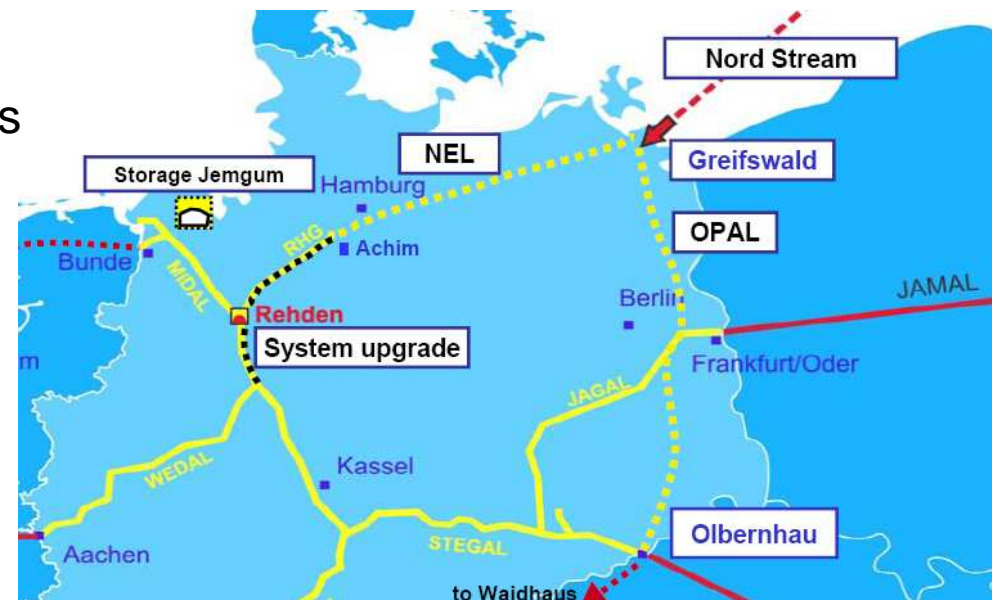 s
Nord Stream
NEL
Greifswald
Storage Jemgum
Hamburg
RHG
Achim
OPAL
Bunde
MIDAL
JAMAL
Berlin
Rehden
System upgrade
m
Frankfurt/Oder
JAGAL
WEDAL
Kassel
Olbernhau
STEGAL
Aachen
to Waidhaus